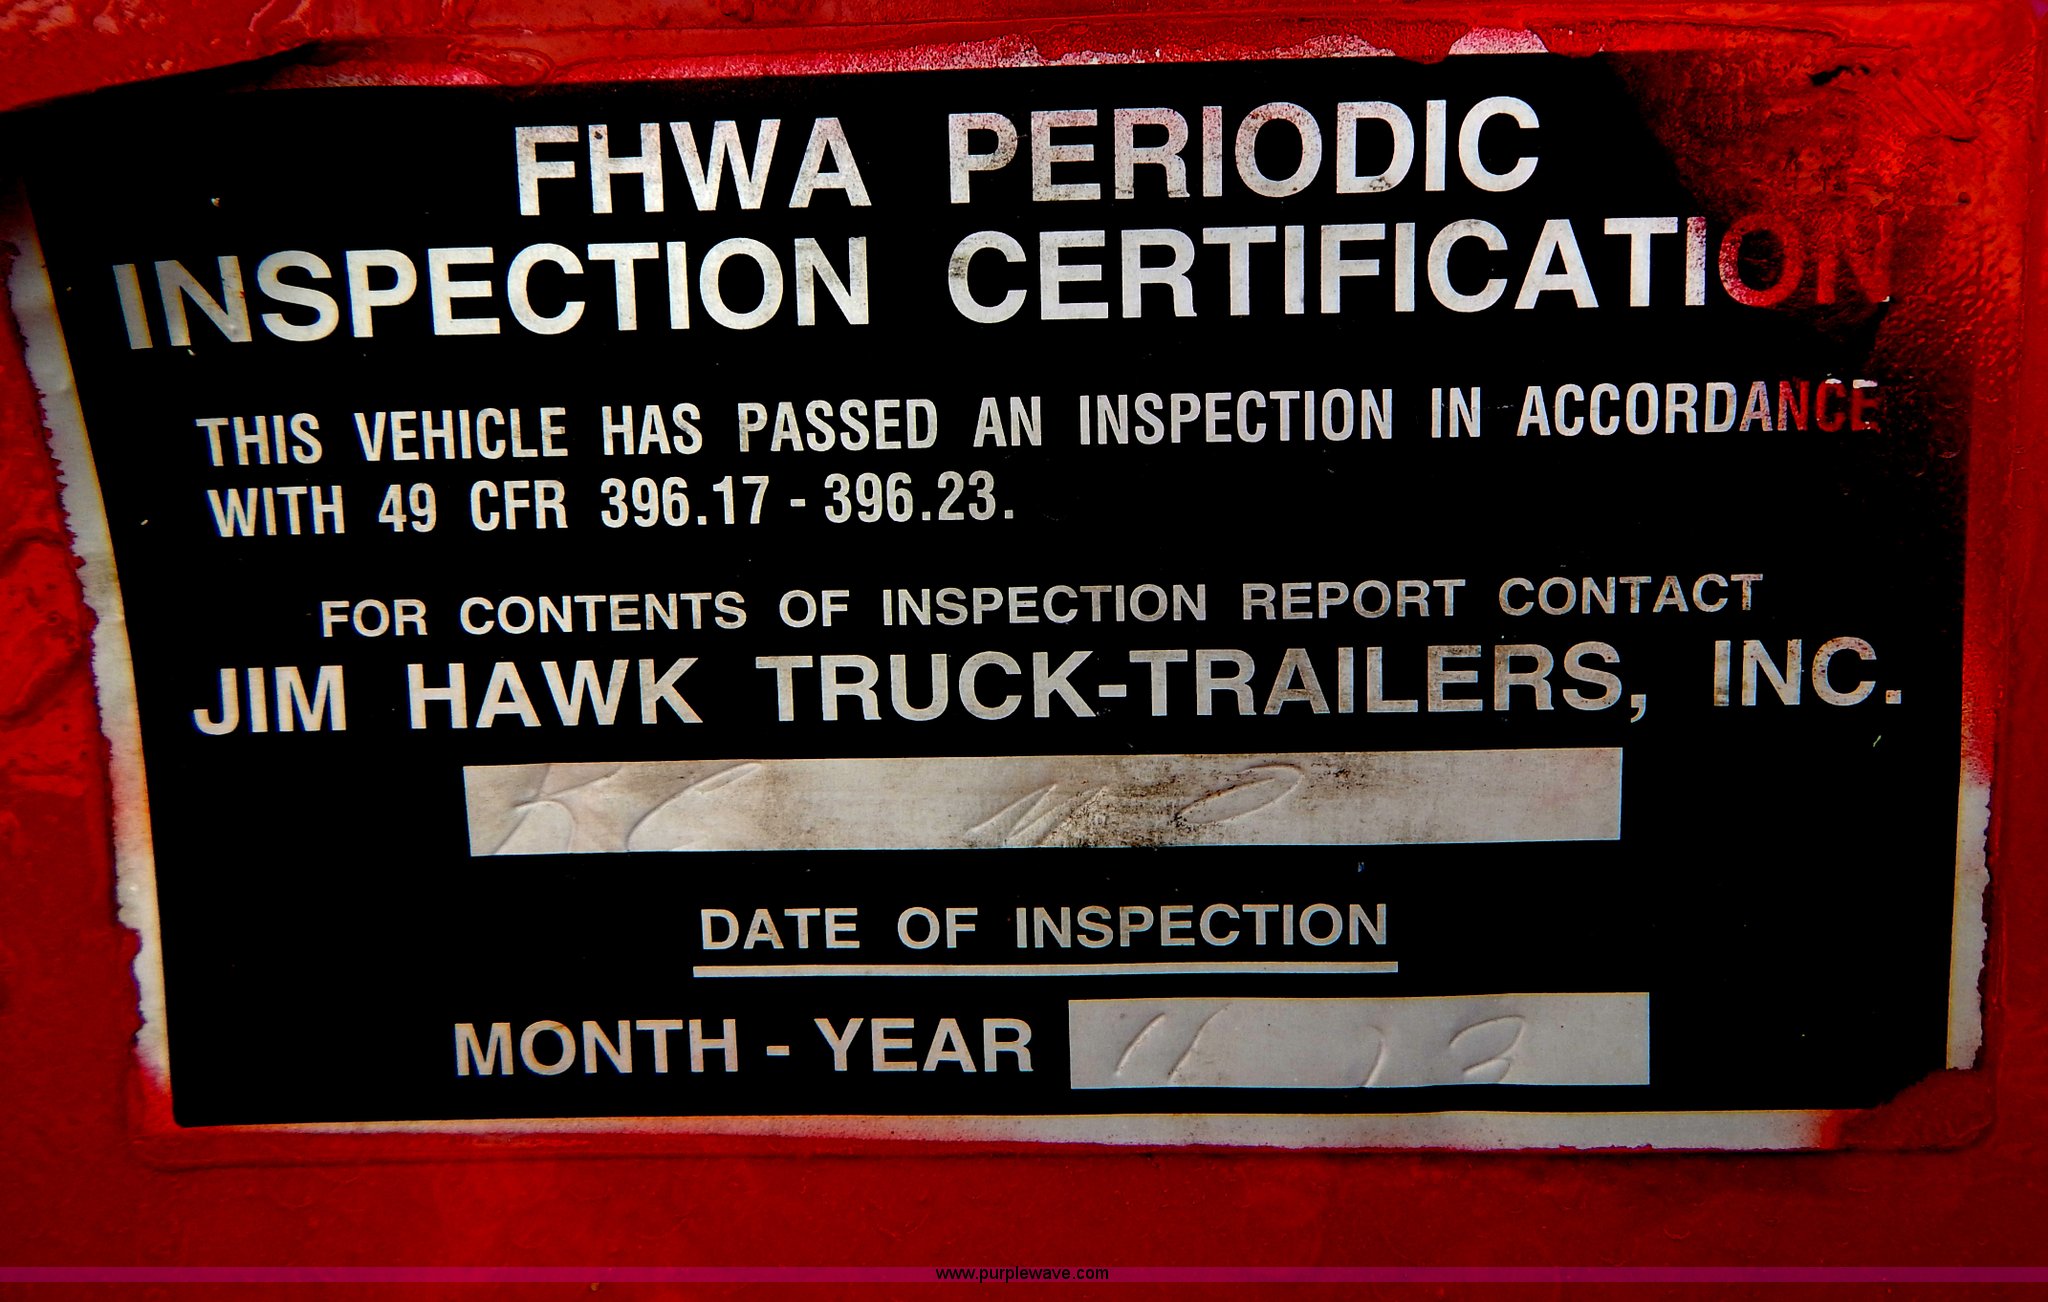 FHWA PERIODIC
INSPECTION CERTIFICATION
THIS VEHICLE HAS PASSED AN INSPECTION IN ACCORDANCE
WITH 49 CFR 396.17 - 396.23.
FOR CONTENTS OF INSPECTION REPORT CONTACT
JIM HAWK TRUCK-TRAILERS, INC.
KC MO
DATE OF INSPECTION
MONTH - YEAR 11 13
www.purplewave.com